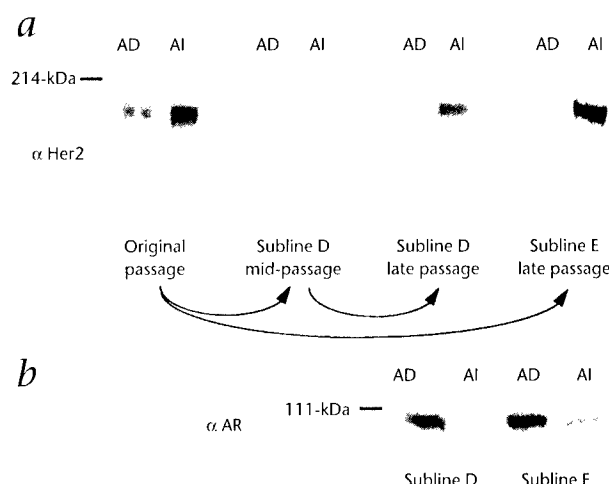 a
AD AI AD AI AD AI AD AI
214-kDa
α Her2
Original passage
Subline D mid-passage
Subline D late passage
Subline E late passage
b
AD AI AD AI
111-kDa
α AR
Subline D Subline E